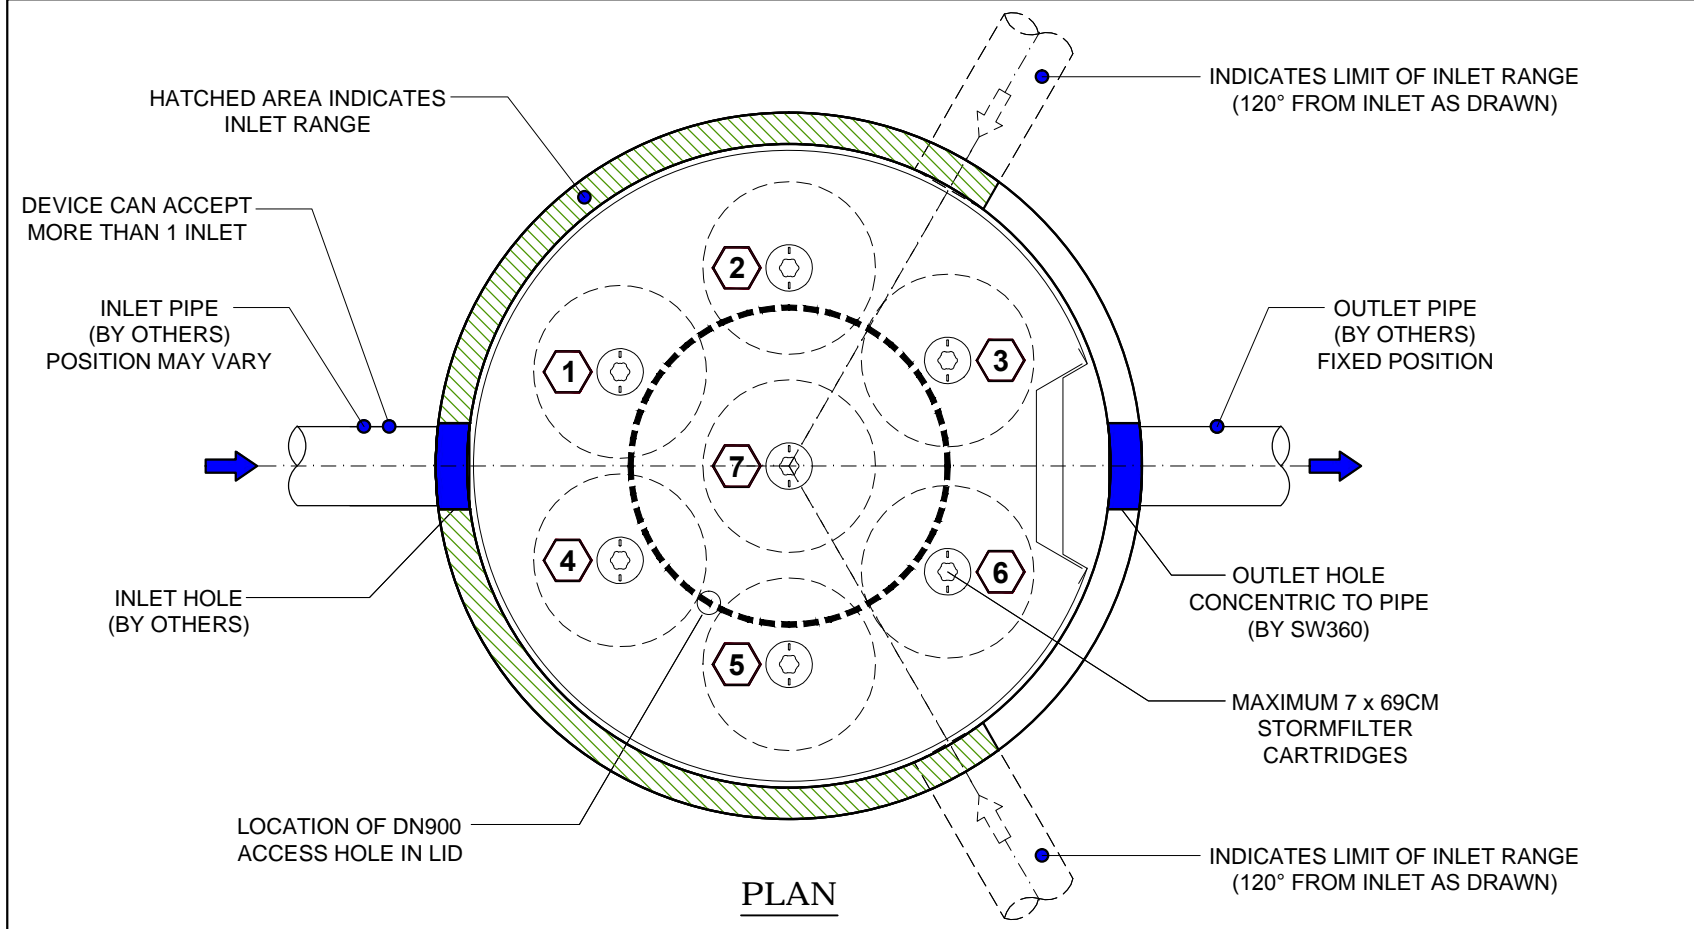 INDICATES LIMIT OF INLET RANGE
(120° FROM INLET AS DRAWN)
HATCHED AREA INDICATES
INLET RANGE
DEVICE CAN ACCEPT
MORE THAN 1 INLET
INLET PIPE
(BY OTHERS)
POSITION MAY VARY
OUTLET PIPE
(BY OTHERS)
FIXED POSITION
2
1
3
7
4
6
5
INLET HOLE
(BY OTHERS)
OUTLET HOLE
CONCENTRIC TO PIPE
(BY SW360)
MAXIMUM 7 x 69CM
STORMFILTER
CARTRIDGES
LOCATION OF DN900
ACCESS HOLE IN LID
INDICATES LIMIT OF INLET RANGE
(120° FROM INLET AS DRAWN)
PLAN